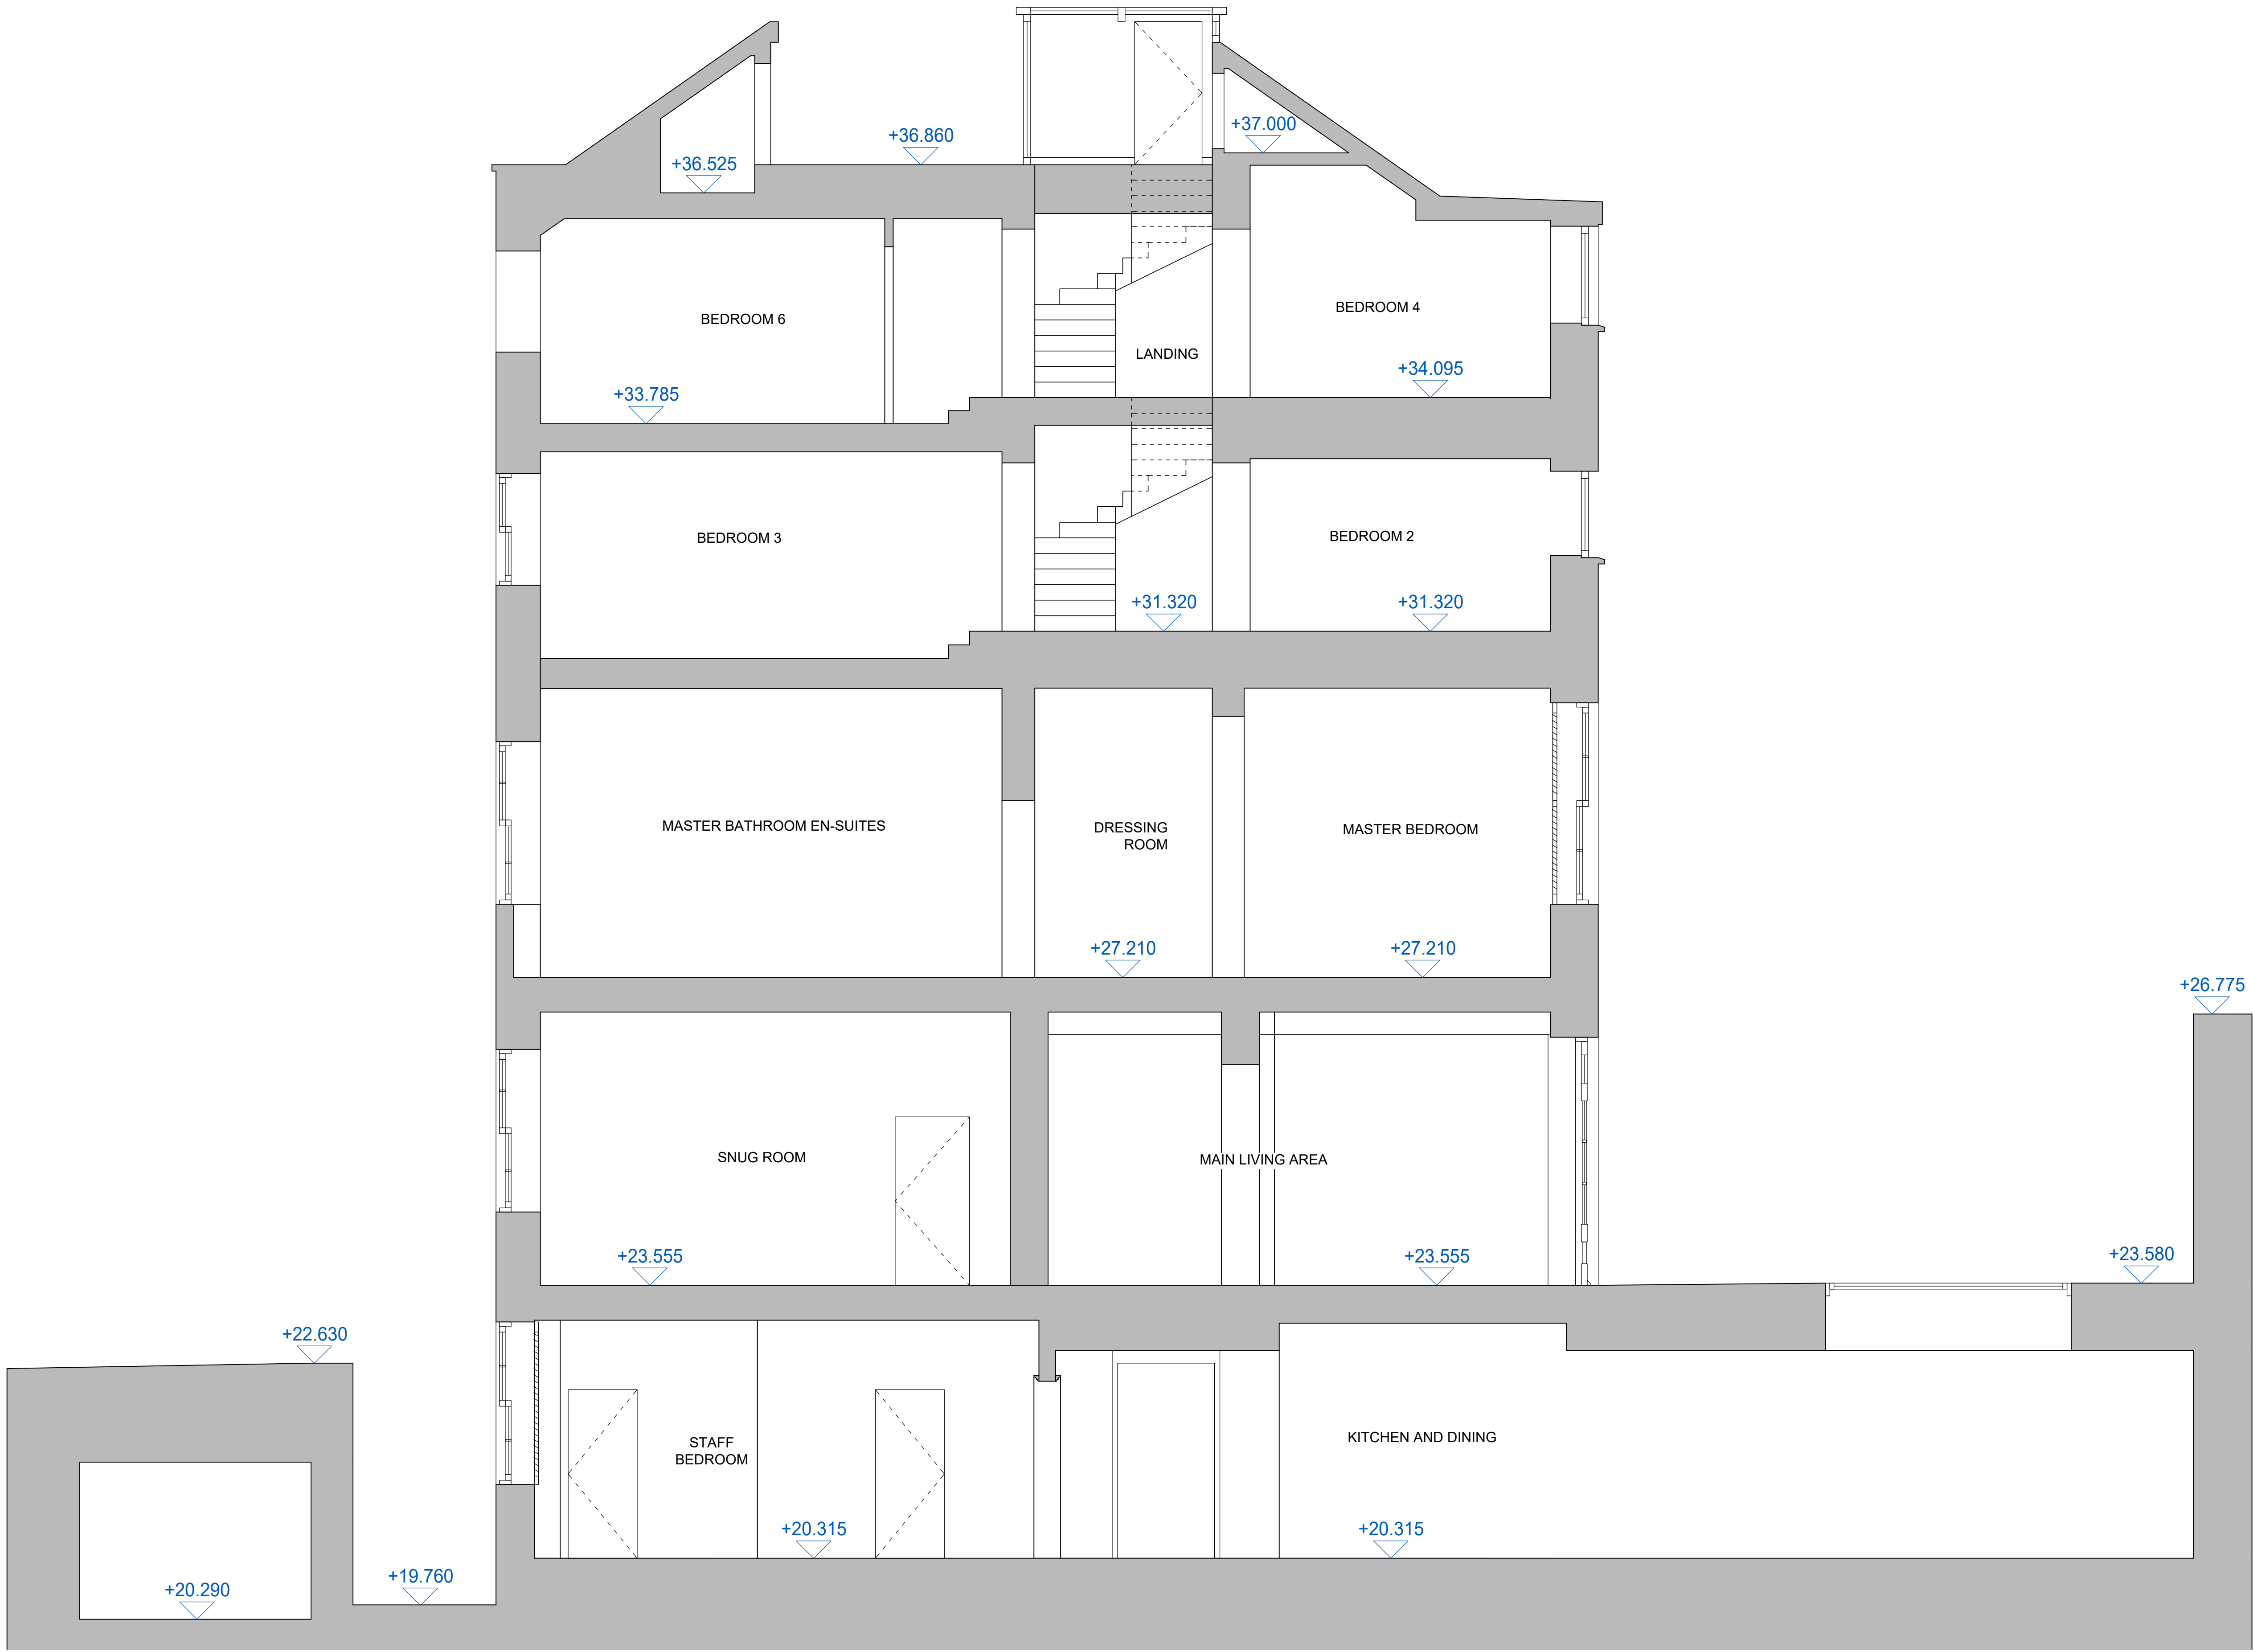 +36.860
+37.000
+36.525
BEDROOM 6
BEDROOM 4
LANDING
+33.785
+34.095
BEDROOM 3
BEDROOM 2
+31.320
+31.320
MASTER BATHROOM EN-SUITES
DRESSING
ROOM
MASTER BEDROOM
+27.210
+27.210
+26.775
SNUG ROOM
MAIN LIVING AREA
+23.555
+23.555
+23.580
+22.630
STAFF
BEDROOM
KITCHEN AND DINING
+20.315
+20.315
+19.760
+20.290